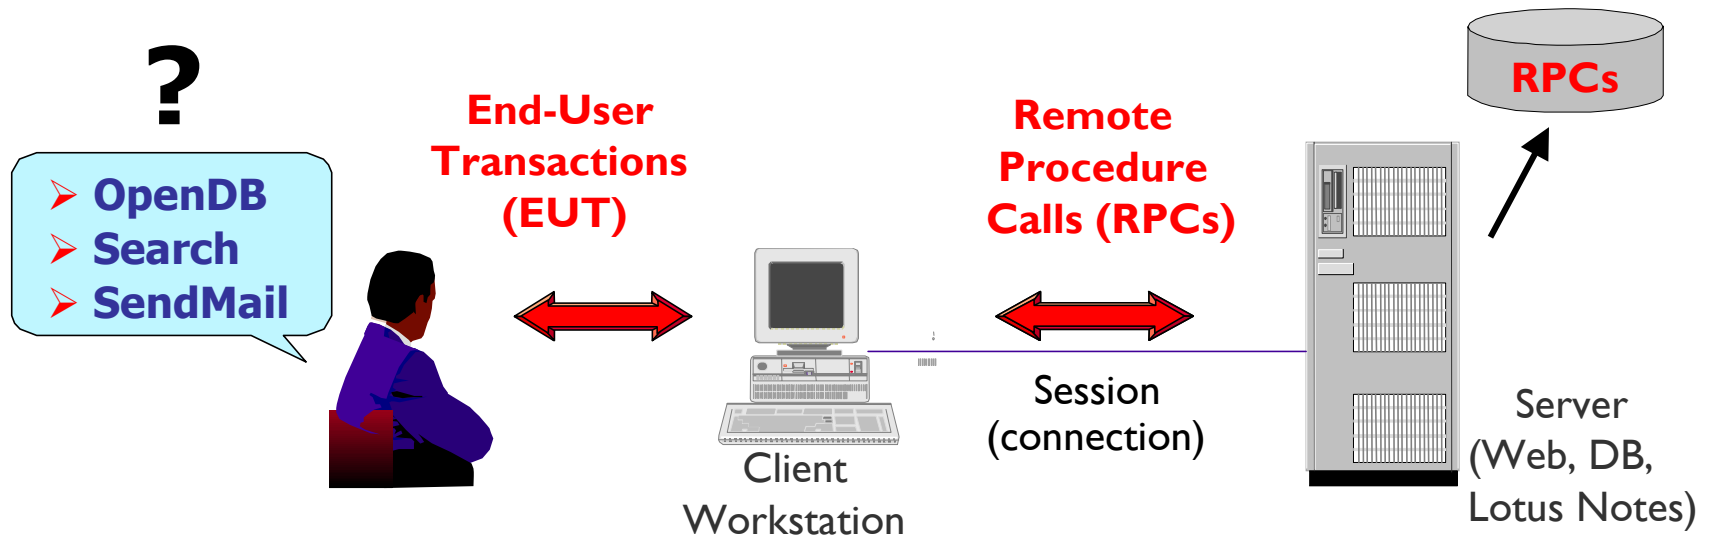 ?
➢ OpenDB
➢ Search
➢ SendMail
End-User
Transactions
(EUT)
Client
Workstation
Remote
Procedure
Calls (RPCs)
Session
(connection)
RPCs
Server
(Web, DB,
Lotus Notes)